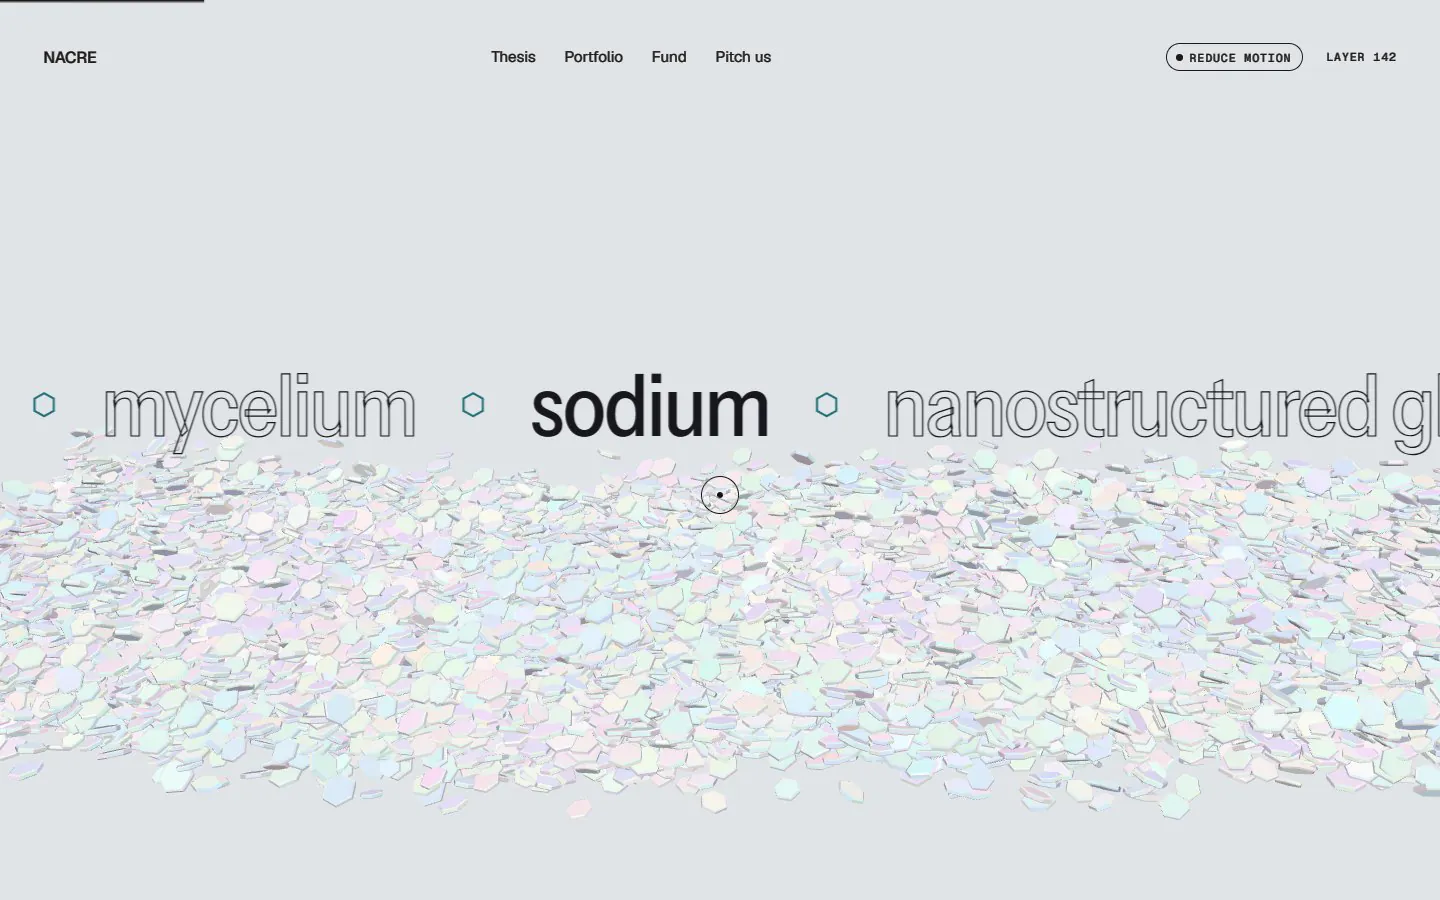 NACRE
Thesis Portfolio Fund Pitch us
REDUCE MOTION LAYER 142
mycelium sodium nanostructured